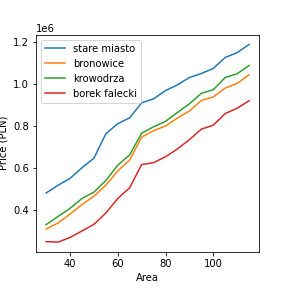 1e6
1.2
1.0
0.8
0.6
0.4
Price (PLN)
stare miasto
bronowice
krowodrza
borek falecki
40
60
80
100
Area